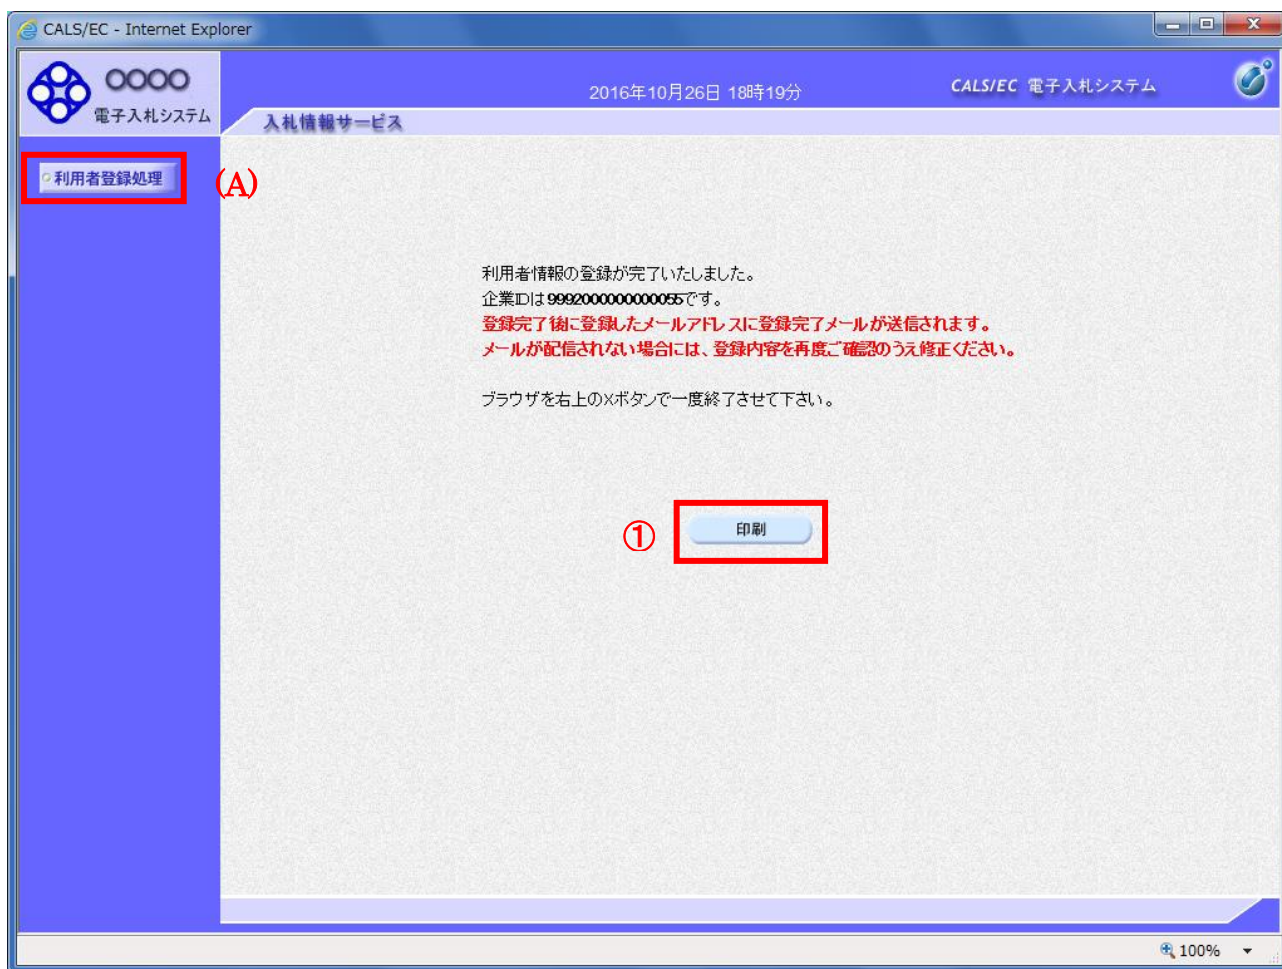 CALS/EC - Internet Explorer
○○○○
電子入札システム
2016年10月26日 18時19分
CALS/EC 電子入札システム
入札情報サービス
利用者登録処理
(A)
利用者情報の登録が完了いたしました。
企業IDは9992000000000055です。
登録完了後に登録したメールアドレスに登録完了メールが送信されます。
メールが配信されない場合には、登録内容を再度ご確認のうえ修正ください。
ブラウザを右上の×ボタンで一度終了させて下さい。
①
印刷
100%